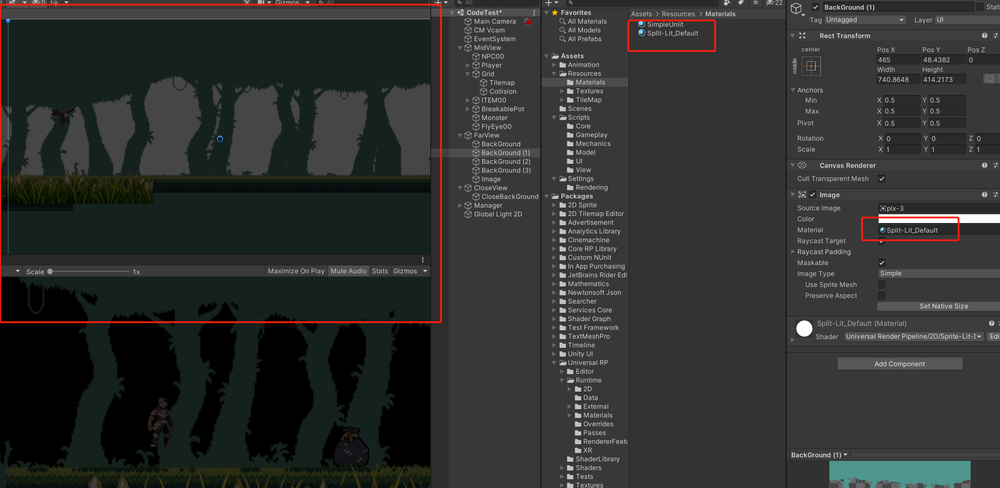 Gizmos
All
All
22
BackGround (1)
Tag Untagged
Layer UI
CodeTest*
Main Camera
CM Vcam
EventSystem
MidView
NPC00
Player
Grid
Tilemap
Collision
ITEM00
BreakablePot
Monster
FlyEye00
FarView
BackGround
BackGround (1)
BackGround (2)
BackGround (3)
Image
CloseView
CloseBackGround
Manager
Global Light 2D
Scale 1x
Maximize On Play
Mute Audio
Stats
Gizmos
Favorites
All Materials
All Models
All Prefabs
Assets
Animation
Resources
Materials
Textures
TileMap
Scenes
Scripts
Core
Gameplay
Mechanics
Model
UI
View
Settings
Rendering
Packages
2D Sprite
2D Tilemap Editor
Advertisement
Analytics Library
Cinemachine
Core RP Library
Custom NUnit
In App Purchasing
JetBrains Rider Edi
Mathematics
Newtonsoft Json
Searcher
Services Core
Shader Graph
Test Framework
TextMeshPro
Timeline
Unity UI
Universal RP
Editor
Runtime
2D
Data
External
Materials
Overrides
Passes
RendererFeatu
XR
ShaderLibrary
Shaders
Tests
Textures
Assets > Resources > Materials
SimpleUnlit
Split-Lit_Default
Rect Transform
center
middle
Pos X Pos Y Pos Z
465 48.4382 0
Width Height
740.8648 414.2173
Anchors
Min X 0.5 Y 0.5
Max X 0.5 Y 0.5
Pivot X 0.5 Y 0.5
Rotation X 0 Y 0 Z 0
Scale X 1 Y 1 Z 1
Canvas Renderer
Cull Transparent Mesh
Image
Source Image plx-3
Color
Material Split-Lit_Default
Raycast Target
Raycast Padding
Maskable
Image Type Simple
Use Sprite Mesh
Preserve Aspect
Set Native Size
Split-Lit_Default (Material)
Shader Universal Render Pipeline/2D/Sprite-Lit-D
Add Component
BackGround (1)